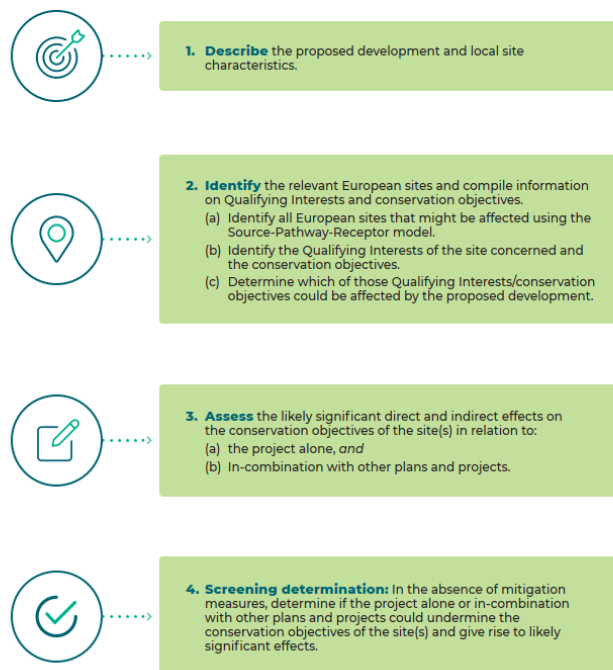 1. Describe the proposed development and local site
characteristics.
2. Identify the relevant European sites and compile information
on Qualifying Interests and conservation objectives.
(a) Identify all European sites that might be affected using the
Source-Pathway-Receptor model.
(b) Identify the Qualifying Interests of the site concerned and
the conservation objectives.
(c) Determine which of those Qualifying Interests/conservation
objectives could be affected by the proposed development.
3. Assess the likely significant direct and indirect effects on
the conservation objectives of the site(s) in relation to:
(a) the project alone, and
(b) In-combination with other plans and projects.
4. Screening determination: In the absence of mitigation
measures, determine if the project alone or in-combination
with other plans and projects could undermine the
conservation objectives of the site(s) and give rise to likely
significant effects.